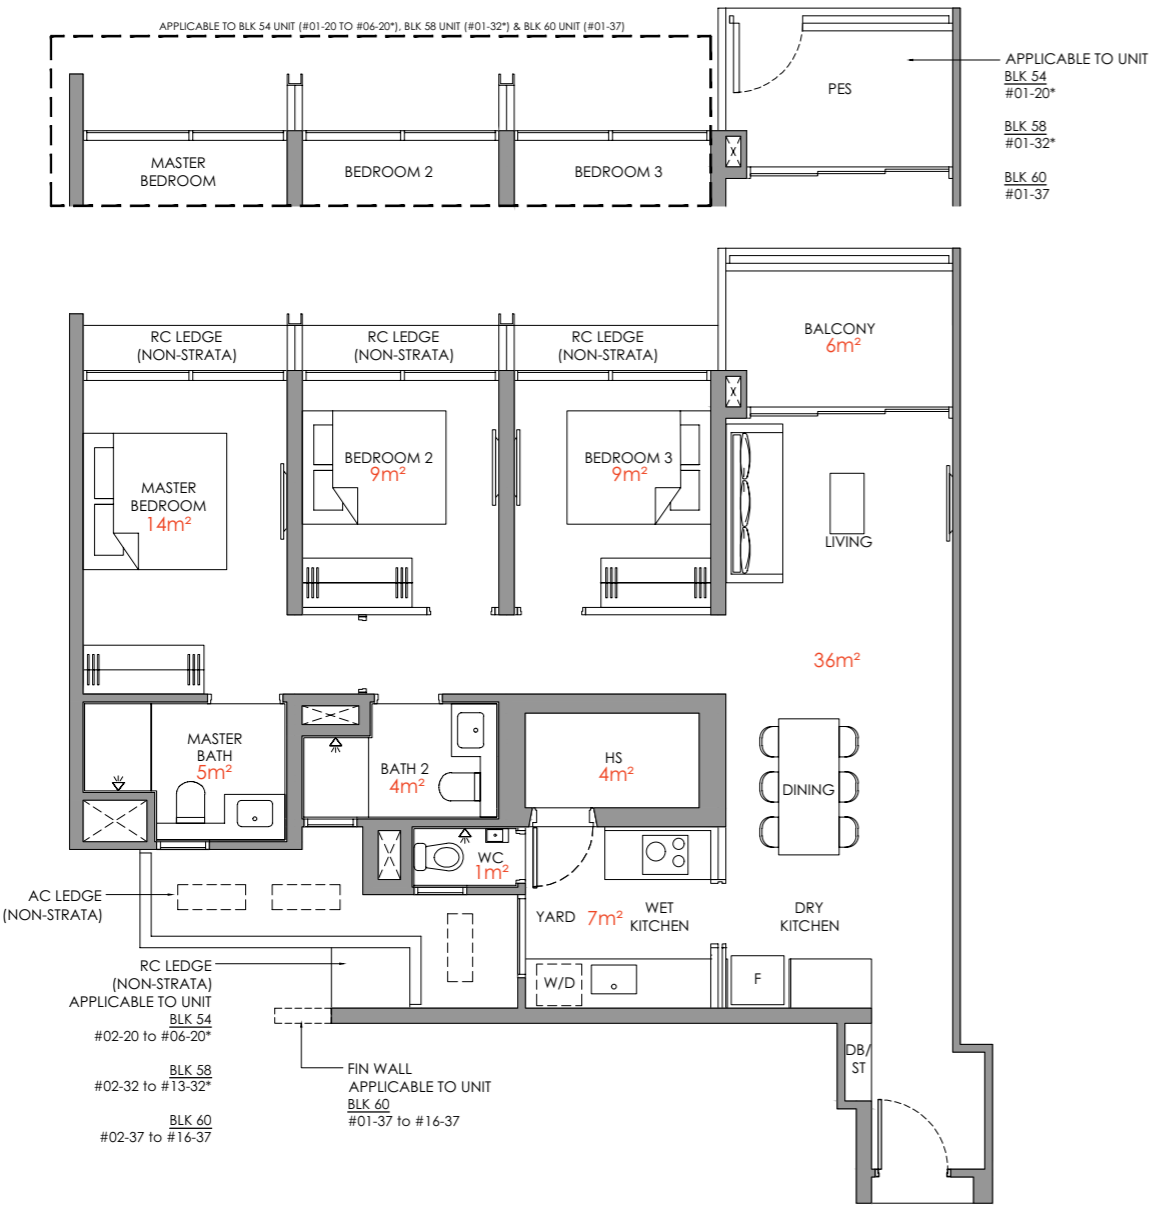 APPLICABLE TO BLK 54 UNIT (#01-20 TO #06-20*), BLK 58 UNIT (#01-32*) & BLK 60 UNIT (#01-37)
MASTER
BEDROOM
BEDROOM 2
BEDROOM 3
X
PES
APPLICABLE TO UNIT
BLK 54
#01-20*
BLK 58
#01-32*
BLK 60
#01-37
RC LEDGE
(NON-STRATA)
RC LEDGE
(NON-STRATA)
RC LEDGE
(NON-STRATA)
BALCONY
6m²
X
MASTER
BEDROOM
14m²
BEDROOM 2
9m²
BEDROOM 3
9m²
LIVING
36m²
MASTER
BATH
5m²
BATH 2
4m²
HS
4m²
DINING
WC
1m²
YARD
7m²
WET
KITCHEN
DRY
KITCHEN
W/D
F
DB/
ST
AC LEDGE
(NON-STRATA)
RC LEDGE
(NON-STRATA)
APPLICABLE TO UNIT
BLK 54
#02-20 to #06-20*
BLK 58
#02-32 to #13-32*
BLK 60
#02-37 to #16-37
FIN WALL
APPLICABLE TO UNIT
BLK 60
#01-37 to #16-37